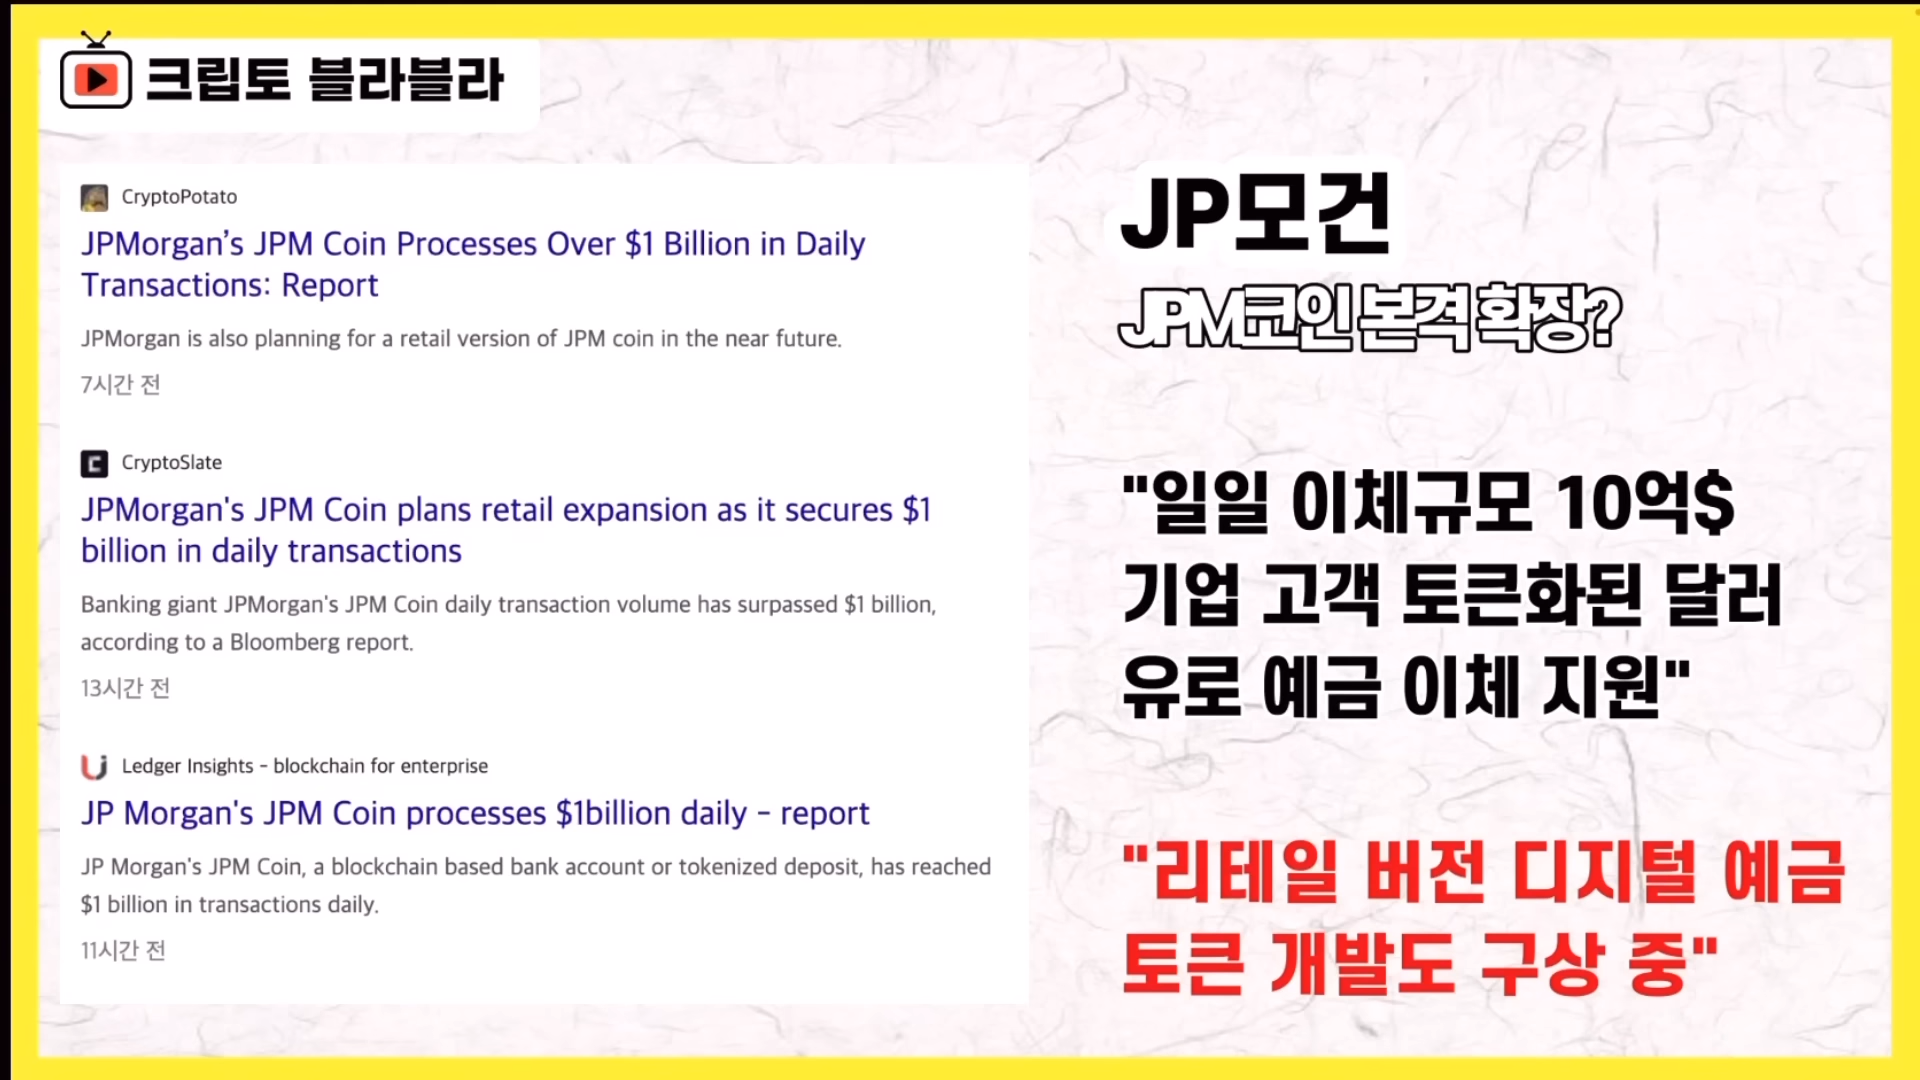 크립토 블라블라
CryptoPotato
JPMorgan’s JPM Coin Processes Over $1 Billion in Daily
Transactions: Report
JPMorgan is also planning for a retail version of JPM coin in the near future.
7시간 전
CryptoSlate
JPMorgan's JPM Coin plans retail expansion as it secures $1
billion in daily transactions
Banking giant JPMorgan's JPM Coin daily transaction volume has surpassed $1 billion,
according to a Bloomberg report.
13시간 전
Ledger Insights - blockchain for enterprise
JP Morgan's JPM Coin processes $1billion daily - report
JP Morgan's JPM Coin, a blockchain based bank account or tokenized deposit, has reached
$1 billion in transactions daily.
11시간 전
JP모건
JPM코인 본격 확장?
"일일 이체규모 10억$
기업 고객 토큰화된 달러
유로 예금 이체 지원"
"리테일 버전 디지털 예금
토큰 개발도 구상 중"